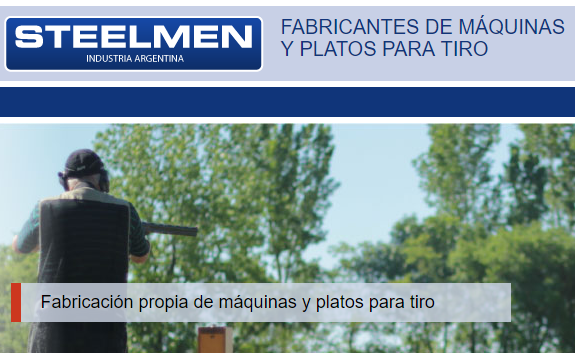 STEELMEN
INDUSTRIA ARGENTINA
FABRICANTES DE MÁQUINAS
Y PLATOS PARA TIRO
Fabricación propia de máquinas y platos para tiro